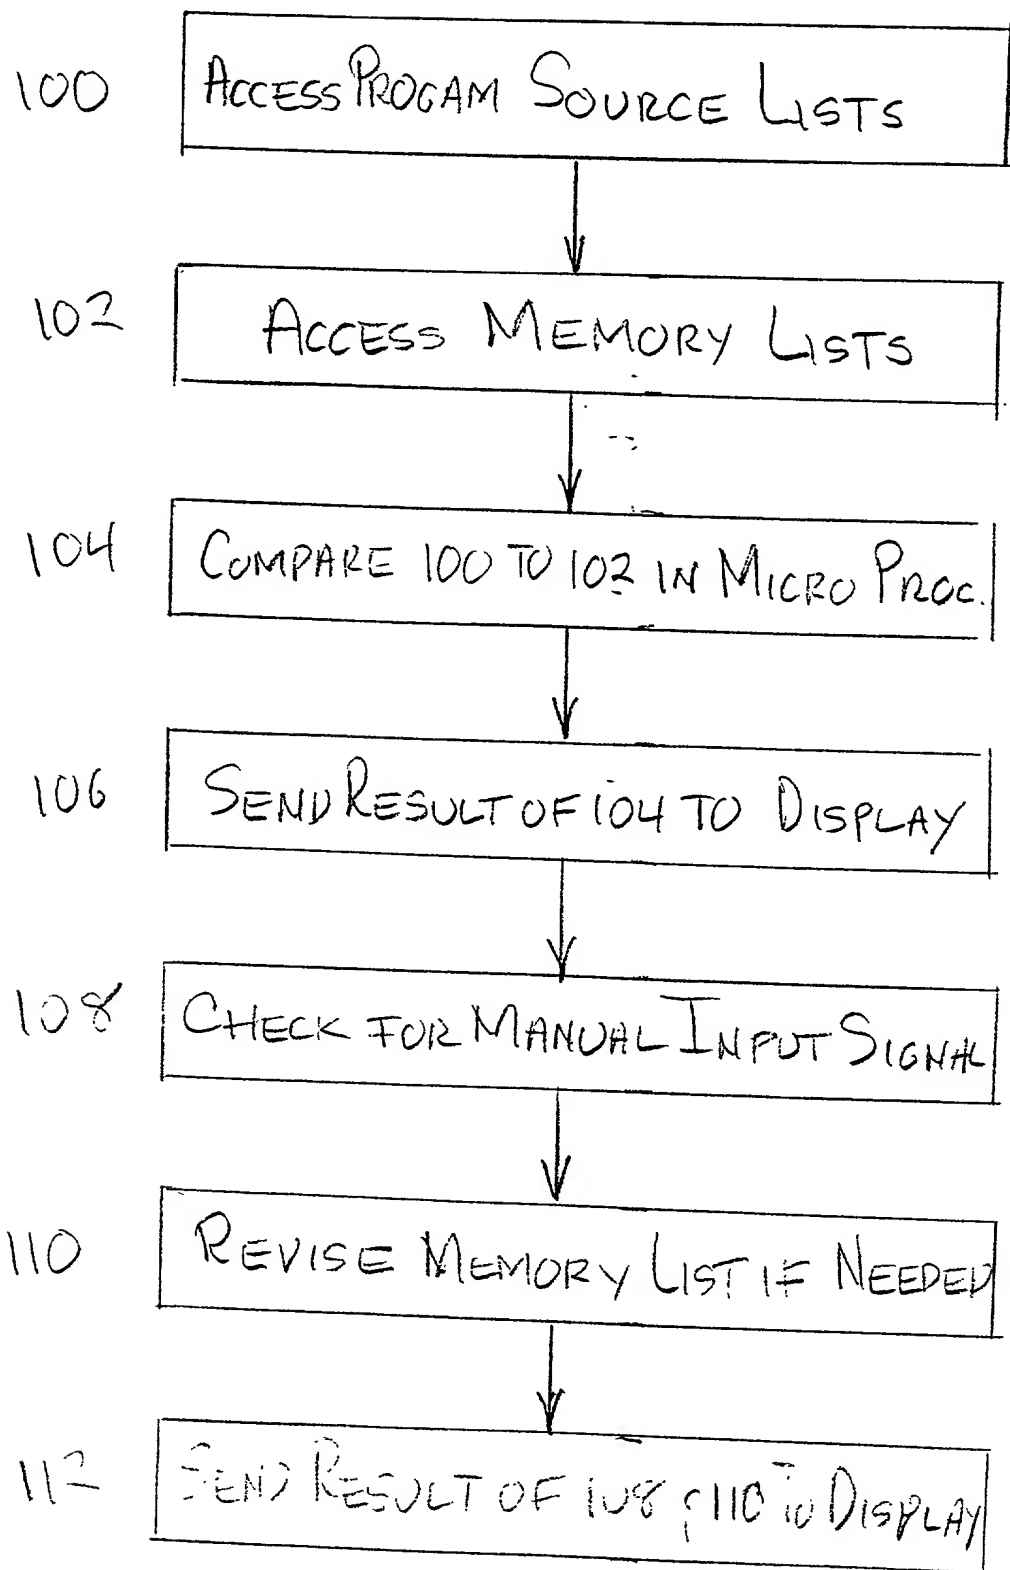 100 ACCESS PROGAM SOURCE LISTS
102 ACCESS MEMORY LISTS
104 COMPARE 100 TO 102 IN MICRO PROC.
106 SEND RESULT OF 104 TO DISPLAY
108 CHECK FOR MANUAL INPUT SIGNAL
110 REVISE MEMORY LIST IF NEEDED
112 SEND RESULT OF 108 & 110 TO DISPLAY